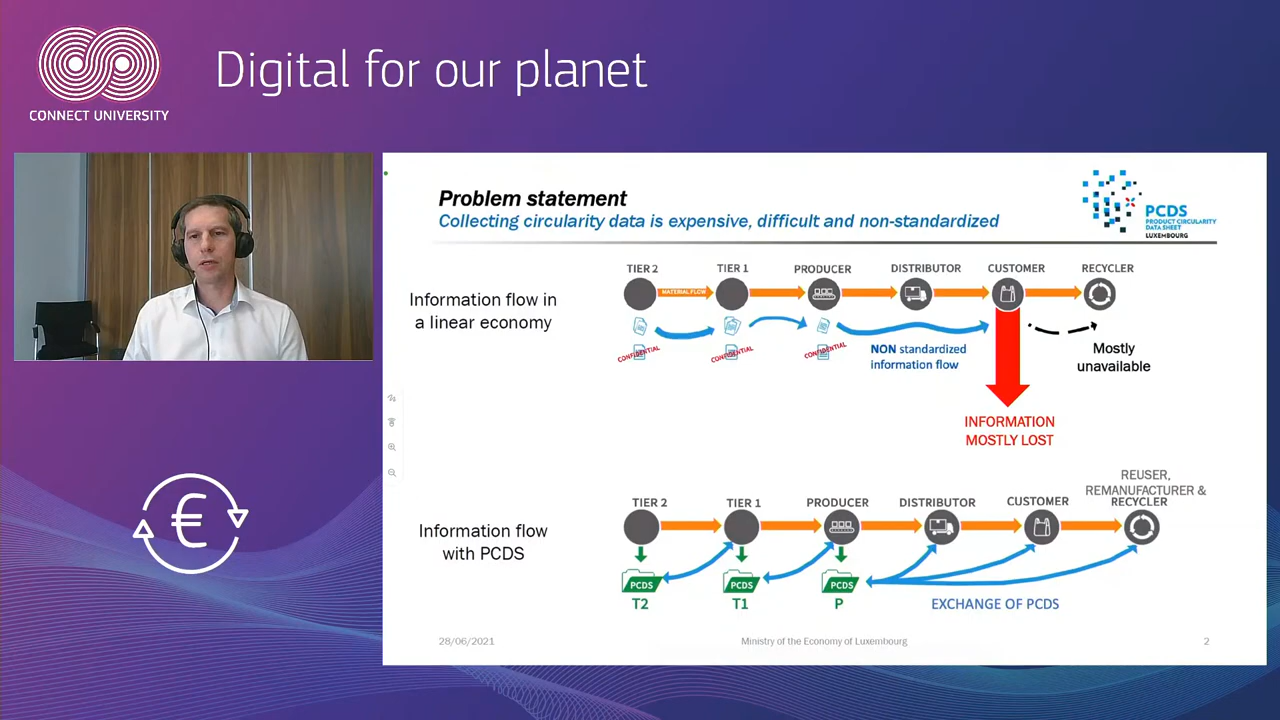 CONNECT UNIVERSITY
Digital for our planet
Problem statement
Collecting circularity data is expensive, difficult and non-standardized
PCDS
PRODUCT CIRCULARITY
DATA SHEET
LUXEMBOURG
Information flow in
a linear economy
TIER 2
TIER 1
PRODUCER
DISTRIBUTOR
CUSTOMER
RECYCLER
MATERIAL FLOW
CONFIDENTIAL
CONFIDENTIAL
CONFIDENTIAL
NON standardized
information flow
Mostly
unavailable
INFORMATION
MOSTLY LOST
Information flow
with PCDS
TIER 2
TIER 1
PRODUCER
DISTRIBUTOR
CUSTOMER
REUSER,
REMANUFACTURER &
RECYCLER
PCDS
T2
PCDS
T1
PCDS
P
EXCHANGE OF PCDS
28/06/2021
Ministry of the Economy of Luxembourg
2